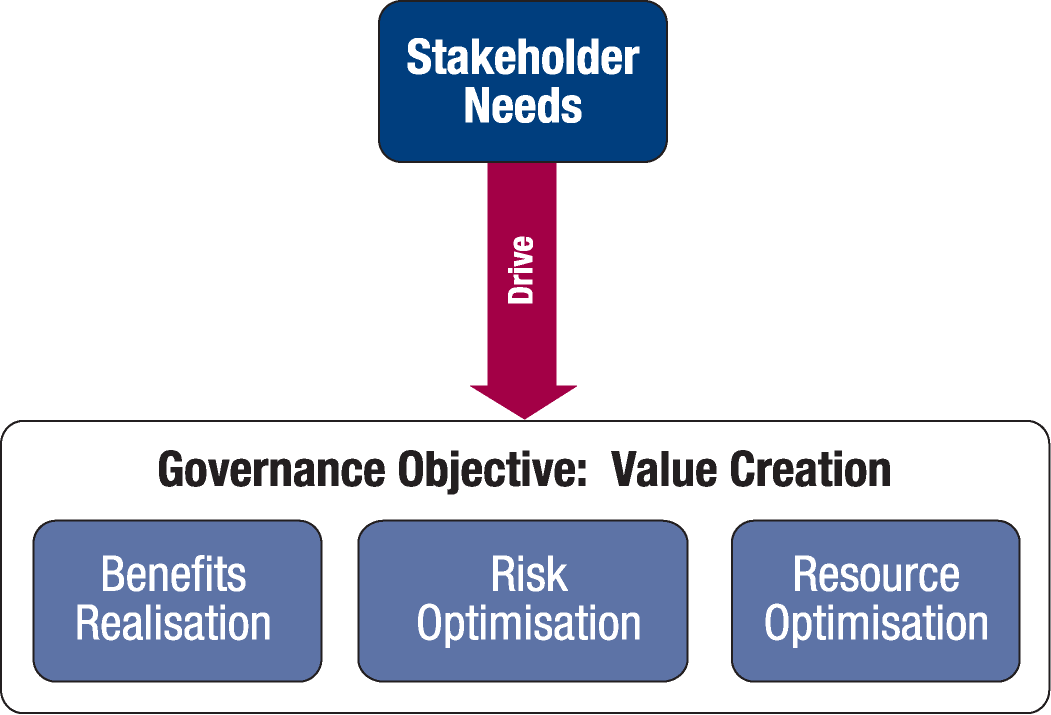 Stakeholder
Needs
Drive
Governance Objective: Value Creation
Benefits
Realisation
Risk
Optimisation
Resource
Optimisation